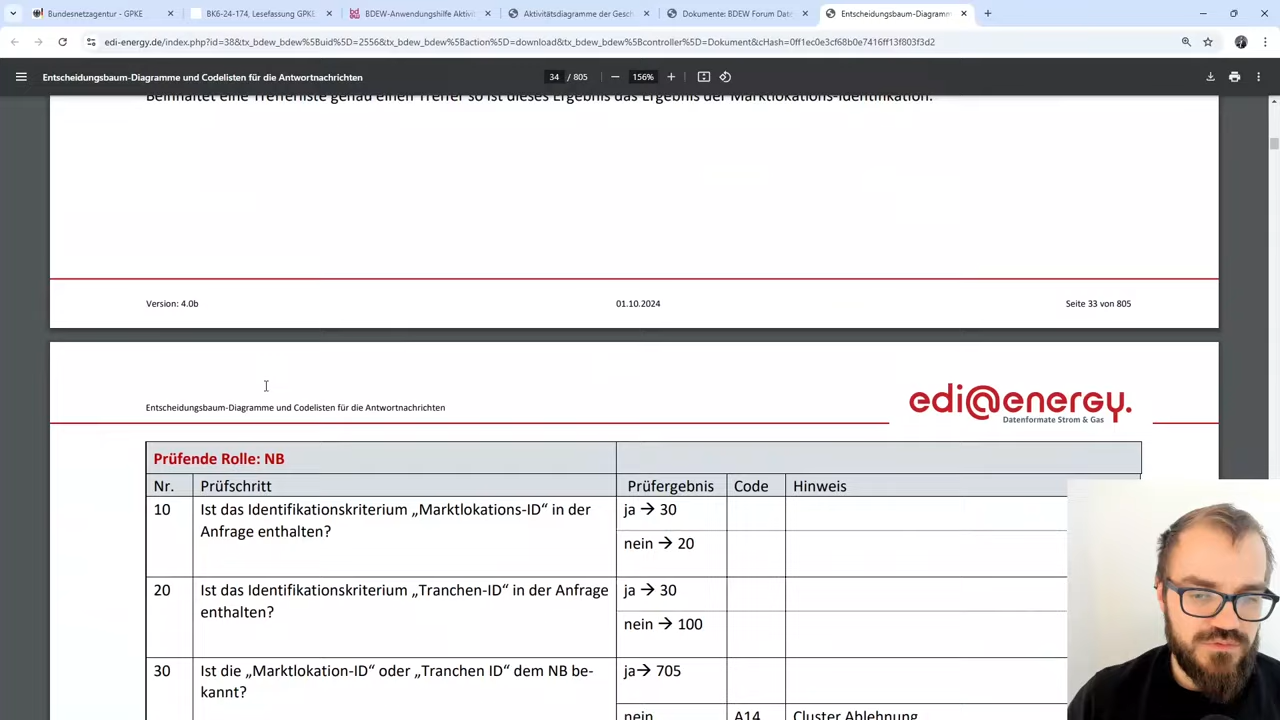 Bundesnetzagentur - GPKE
BK6-24-174, Lesefassung GPKE
BDEW-Anwendungshilfe Aktivi
Aktivitätsdiagramme der Gesch
Dokumente: BDEW Forum Date
Entscheidungsbaum-Diagramm
edi-energy.de/index.php?id=38&tx_bdew_bdew%5Buid%5D=2556&tx_bdew_bdew%5Baction%5D=download&tx_bdew_bdew%5Bcontroller%5D=Dokument&cHash=0ff1ec0e3cf68b0e7416ff13f803f3d2
Entscheidungsbaum-Diagramme und Codelisten für die Antwortnachrichten
34 / 805
156%
Beinhaltet eine Trefferliste genau einen Treffer so ist dieses Ergebnis das Ergebnis der Marktlokations-Identifikation.
Version: 4.0b
01.10.2024
Seite 33 von 805
Entscheidungsbaum-Diagramme und Codelisten für die Antwortnachrichten
edi@energy.
Datenformate Strom & Gas
Prüfende Rolle: NB
Nr. Prüfschritt Prüfergebnis Code Hinweis
10 Ist das Identifikationskriterium „Marktlokations-ID“ in der ja → 30
Anfrage enthalten?
nein → 20
20 Ist das Identifikationskriterium „Tranchen-ID“ in der Anfrage ja → 30
enthalten?
nein → 100
30 Ist die „Marktlokation-ID“ oder „Tranchen ID“ dem NB be- ja→ 705
kannt?
nein A14 Cluster Ablehnung